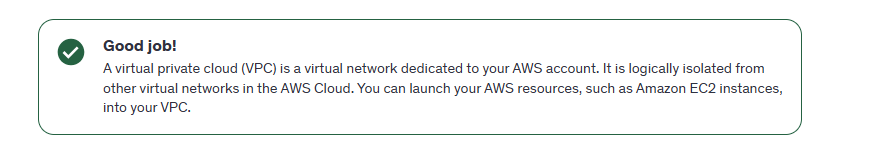 Good job!
A virtual private cloud (VPC) is a virtual network dedicated to your AWS account. It is logically isolated from
other virtual networks in the AWS Cloud. You can launch your AWS resources, such as Amazon EC2 instances,
into your VPC.